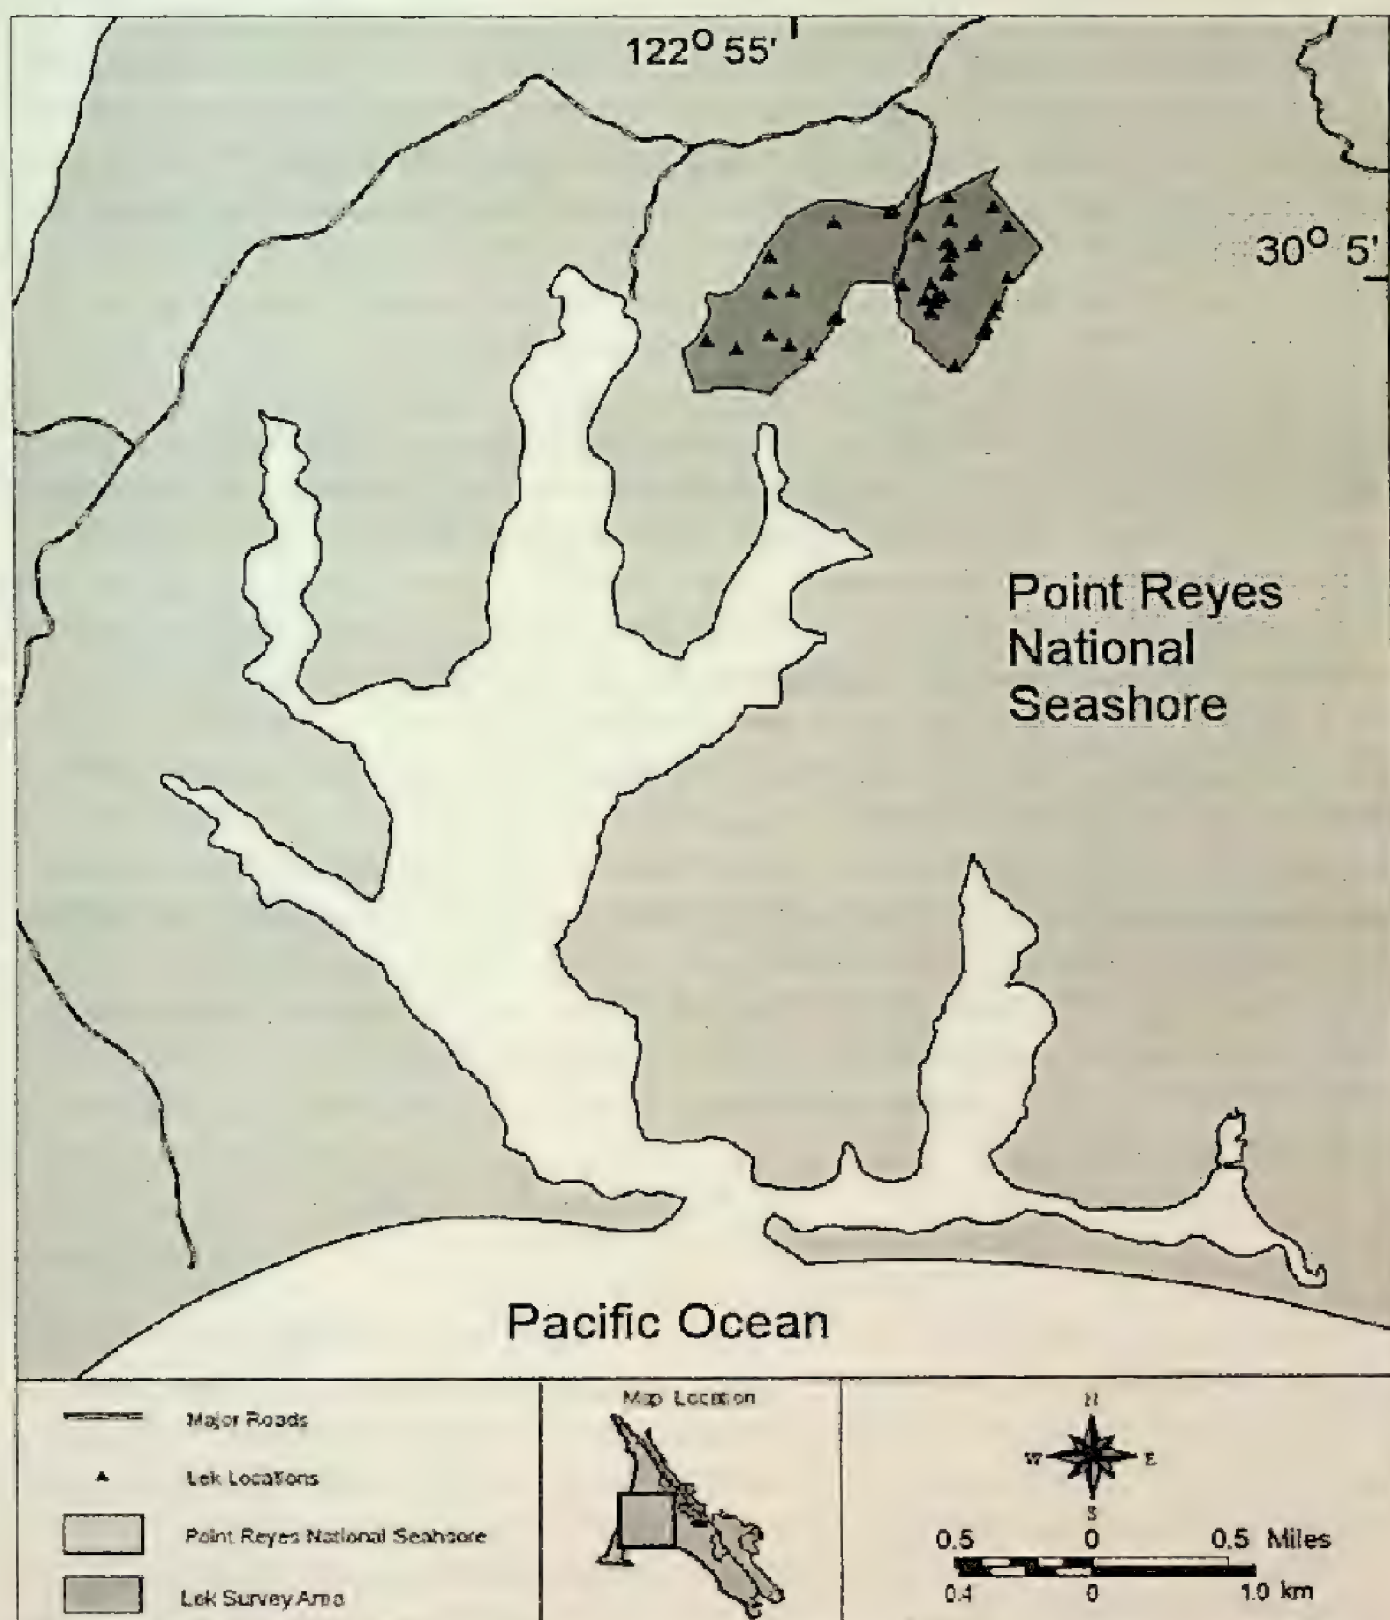 122° 55'
30° 5'
Point Reyes
National
Seashore
Pacific Ocean
Major Roads
Lek Locations
Point Reyes National Seahsore
Lek Survey Area
Map Location
N
W E
S
0.5 0 0.5 Miles
0.4 0 1.0 km